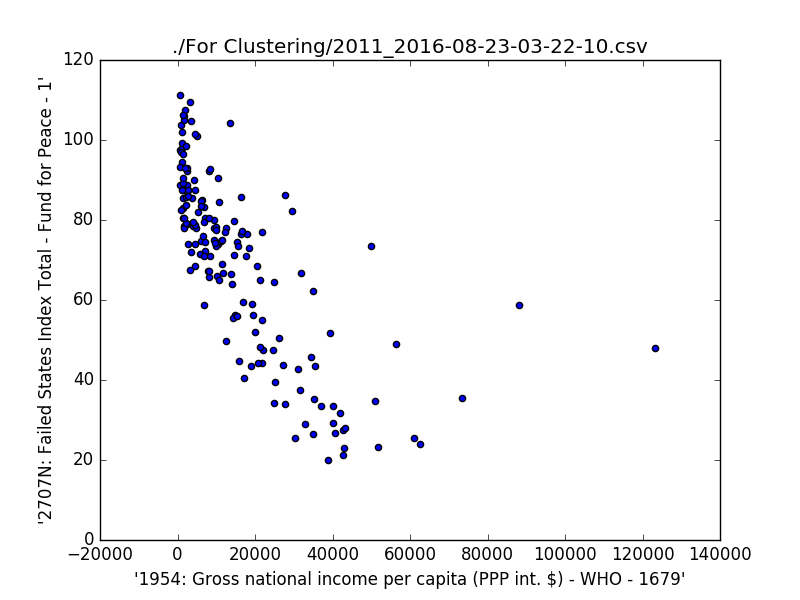 ./For Clustering/2011_2016-08-23-03-22-10.csv
120
100
80
60
40
20
0
−20000 0 20000 40000 60000 80000 100000 120000 140000
'2707N: Failed States Index Total - Fund for Peace - 1'
'1954: Gross national income per capita (PPP int. $) - WHO - 1679'